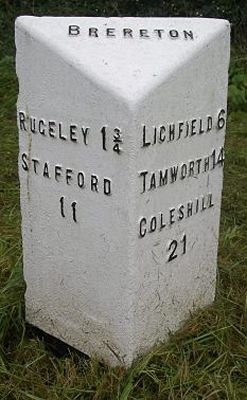 BRERETON
RUGELEY 1¾
STAFFORD
11
LICHFIELD 6
TAMWORTH 14
COLESHILL
21